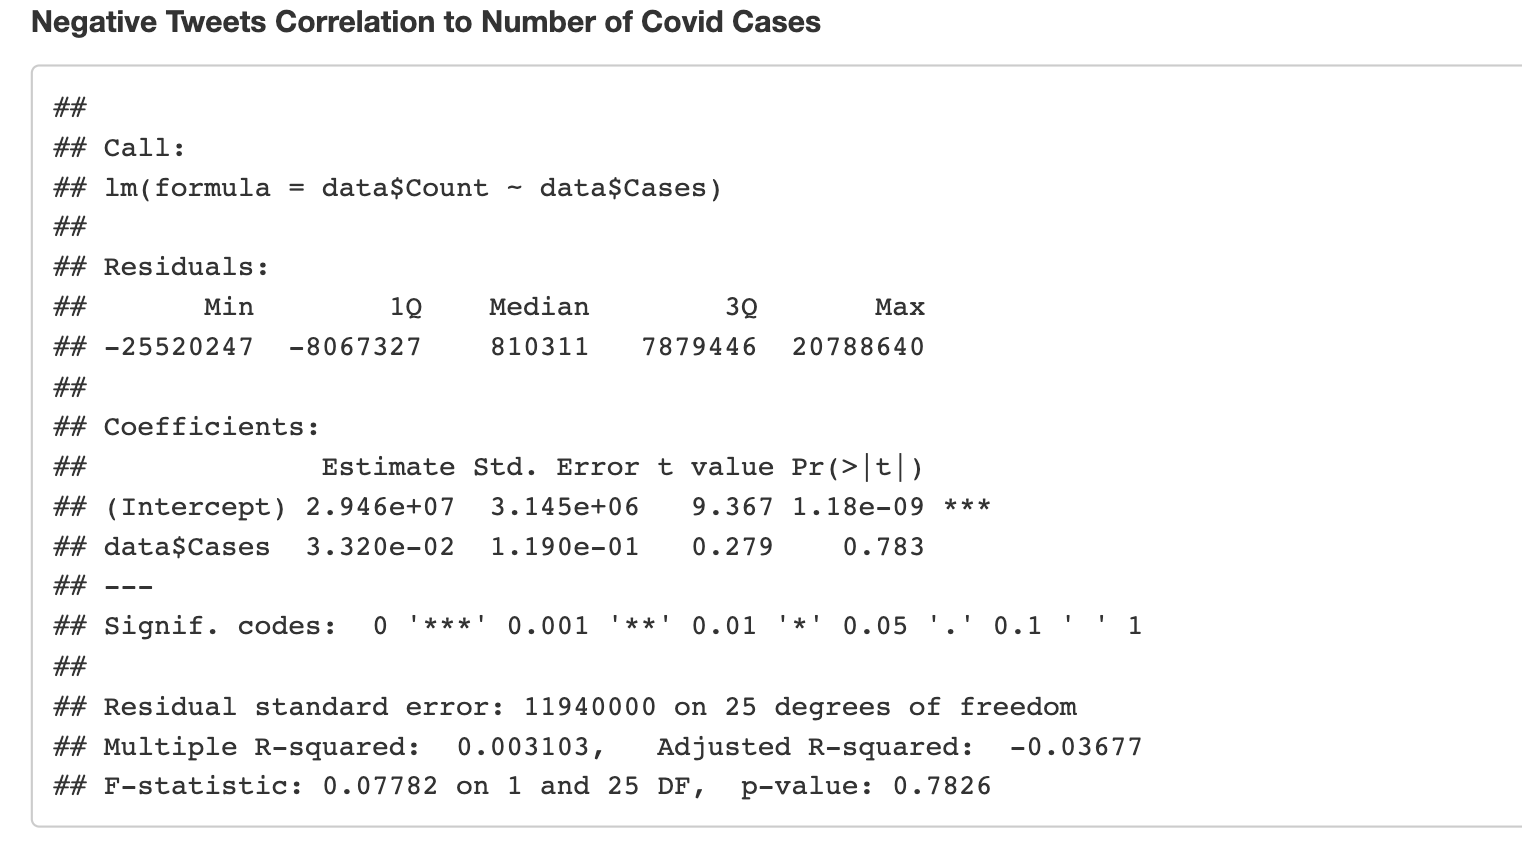 Negative Tweets Correlation to Number of Covid Cases
##
## Call:
## lm(formula = data$Count ~ data$Cases)
##
## Residuals:
##       Min        1Q    Median        3Q       Max
## -25520247  -8067327    810311   7879446  20788640
##
## Coefficients:
##              Estimate Std. Error t value Pr(>|t|)
## (Intercept) 2.946e+07  3.145e+06   9.367 1.18e-09 ***
## data$Cases  3.320e-02  1.190e-01   0.279    0.783
## ---
## Signif. codes:  0 '***' 0.001 '**' 0.01 '*' 0.05 '.' 0.1 ' ' 1
##
## Residual standard error: 11940000 on 25 degrees of freedom
## Multiple R-squared:  0.003103,   Adjusted R-squared:  -0.03677
## F-statistic: 0.07782 on 1 and 25 DF,  p-value: 0.7826